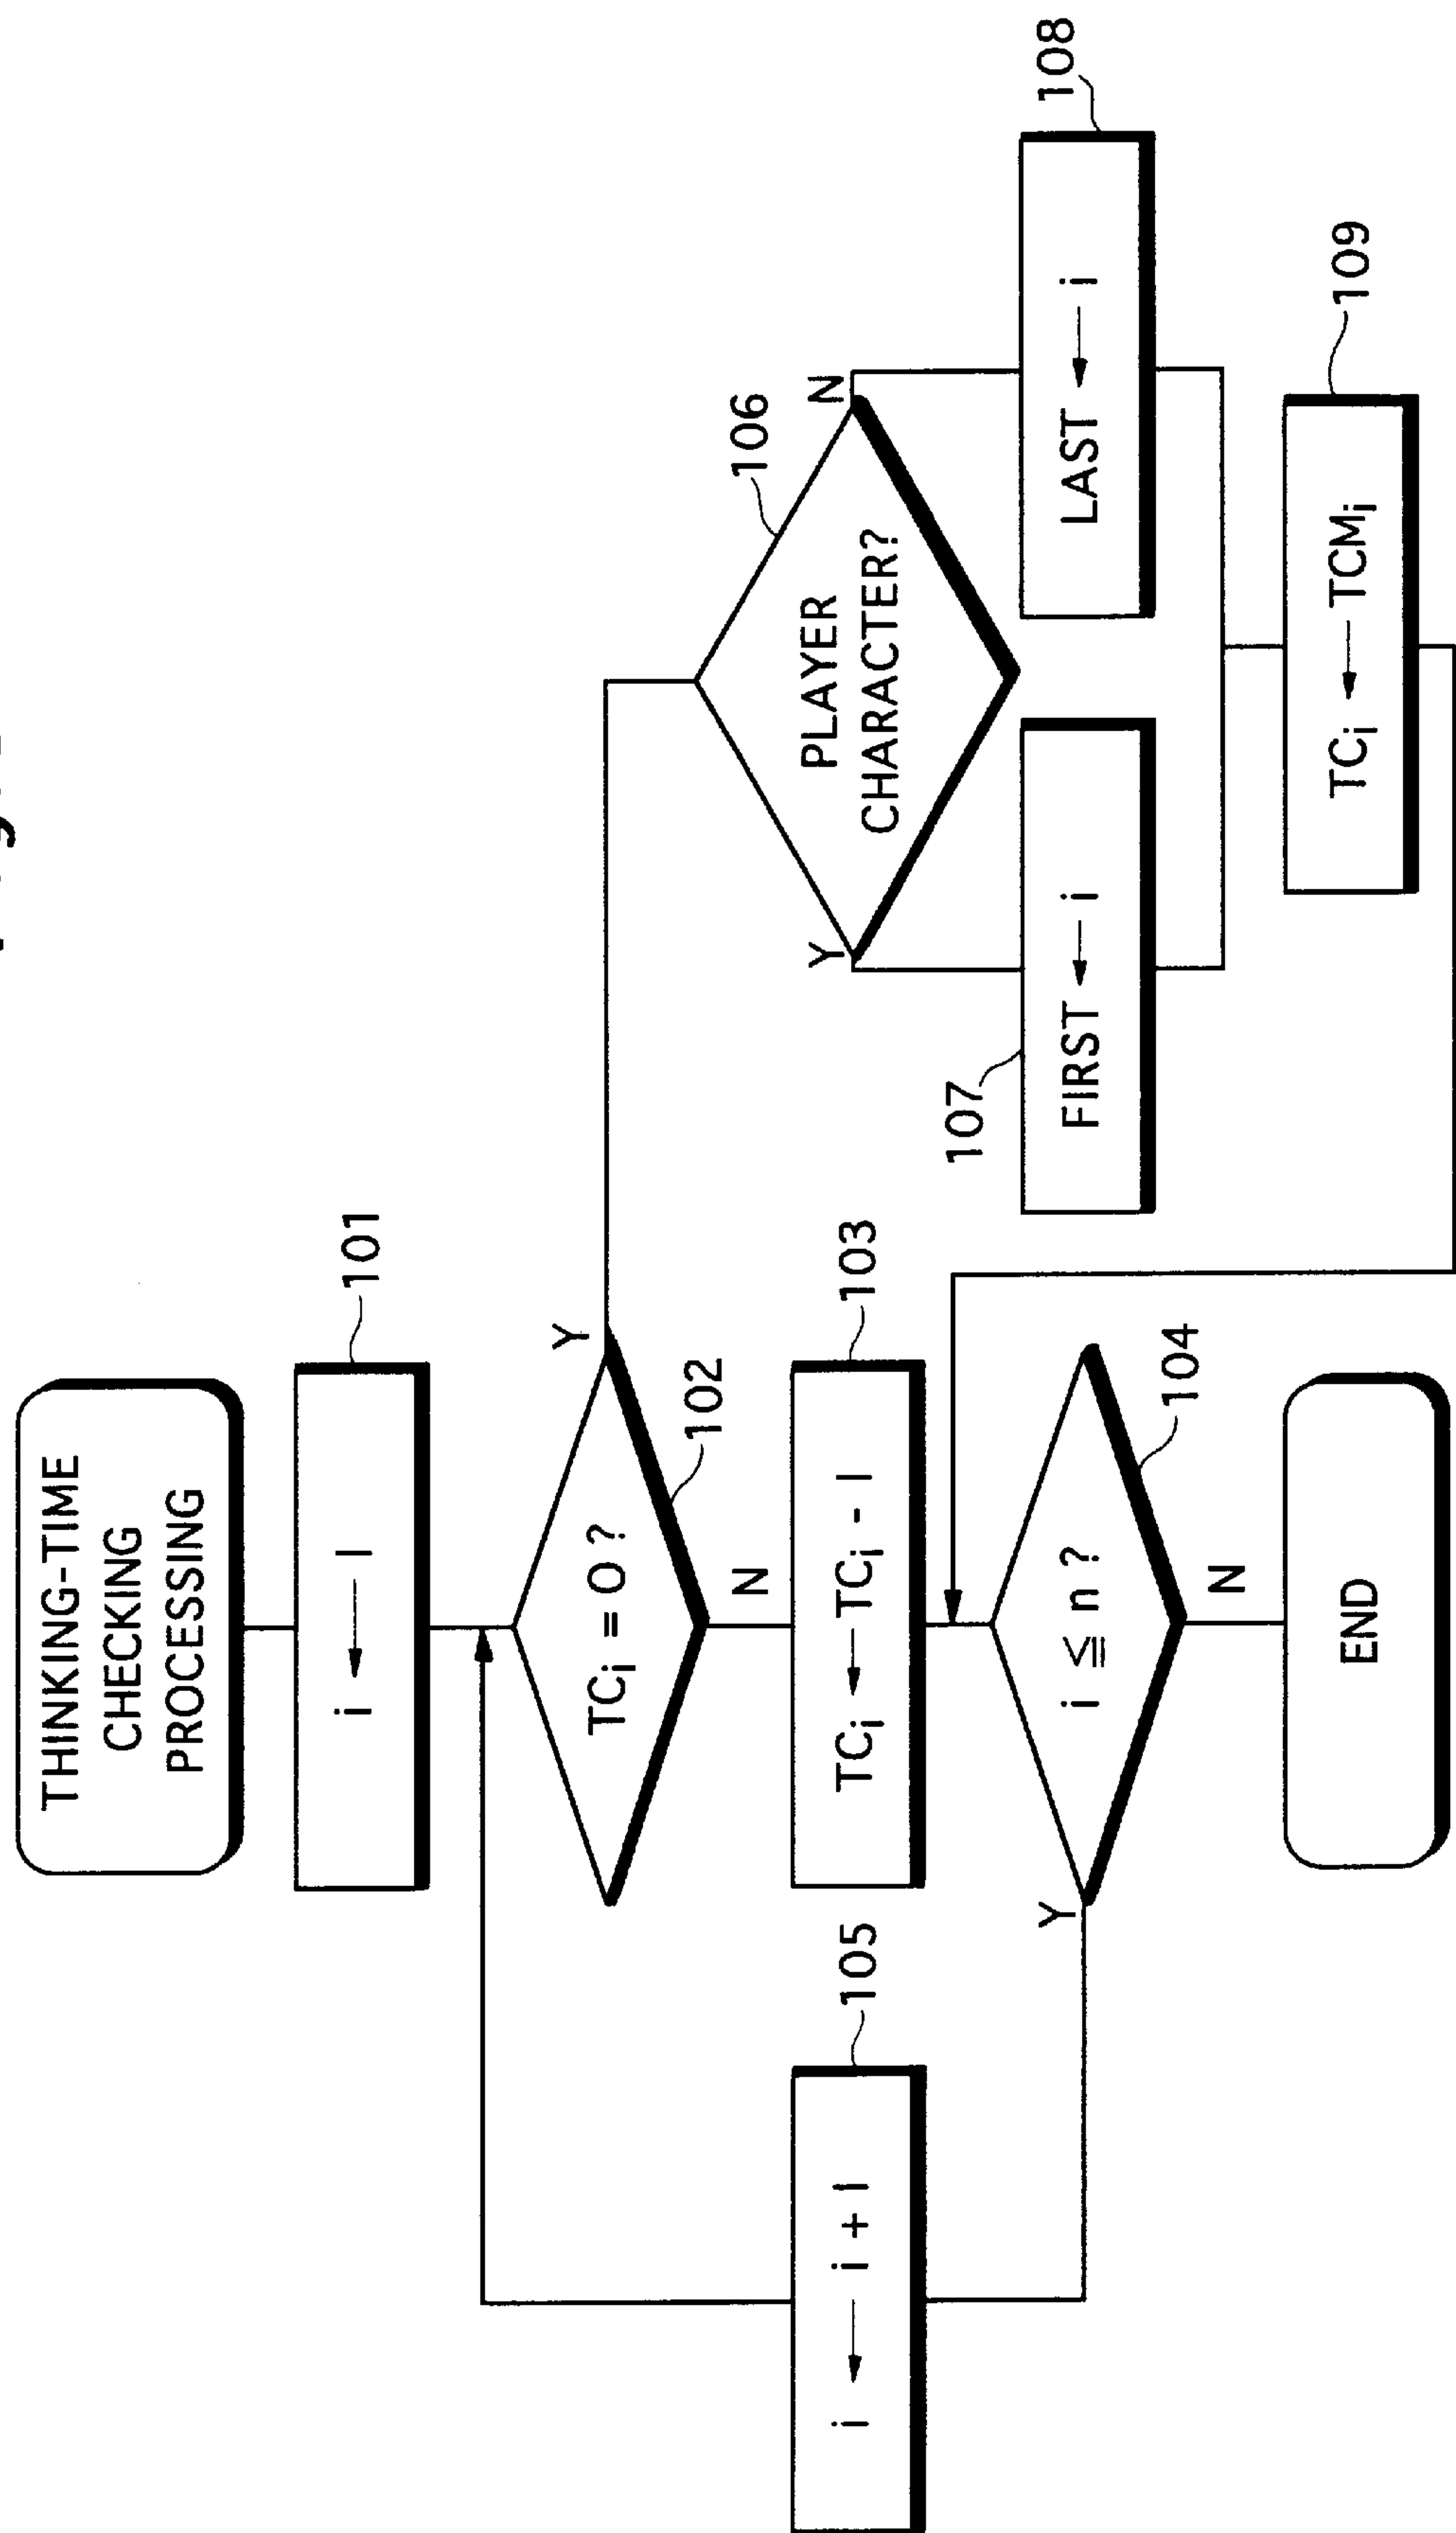 THINKING-TIME
CHECKING
PROCESSING
i ← 1
101
TCi = 0 ?
Y
N
102
TCi ← TCi - 1
103
i ≦ n ?
Y
N
104
END
i ← i + 1
105
PLAYER
CHARACTER?
Y
N
106
FIRST ← i
107
LAST ← i
108
TCi ← TCMi
109